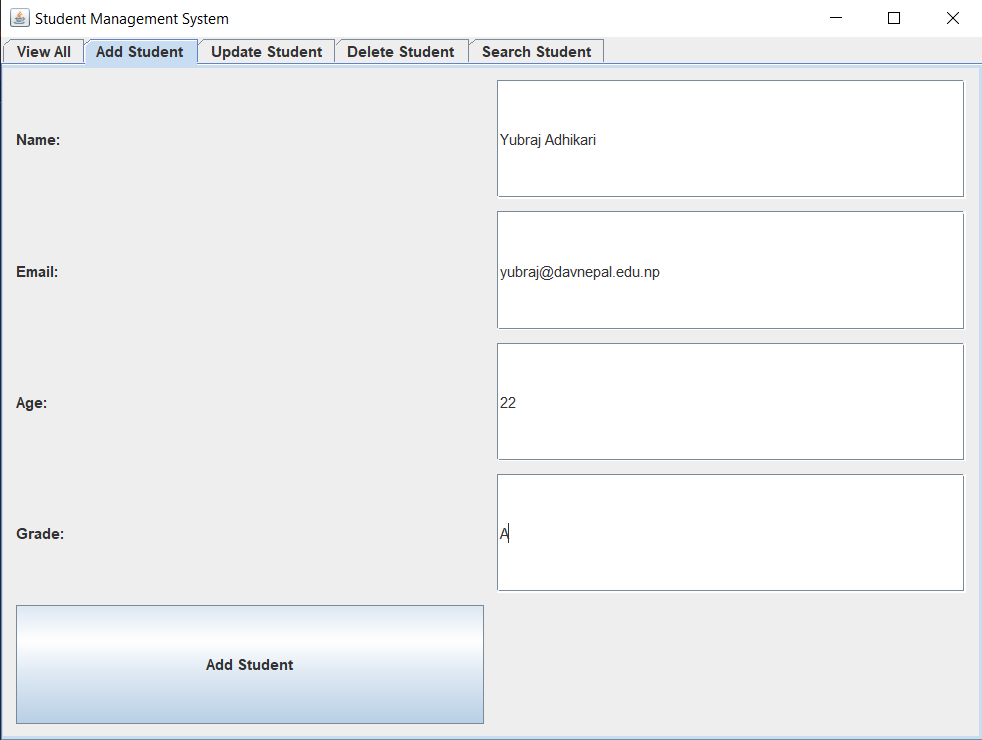 Student Management System
View All Add Student Update Student Delete Student Search Student
Name: Yubraj Adhikari
Email: yubraj@davnepal.edu.np
Age: 22
Grade: A
Add Student